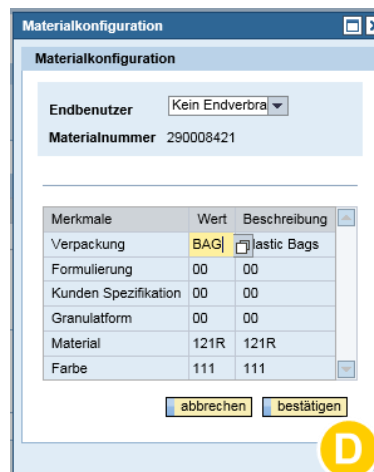 Materialkonfiguration
Materialkonfiguration
Endbenutzer Kein Endverbra
Materialnummer 290008421
Merkmale Wert Beschreibung
Verpackung BAG lastic Bags
Formulierung 00 00
Kunden Spezifikation 00 00
Granulatform 00 00
Material 121R 121R
Farbe 111 111
abbrechen bestätigen
D